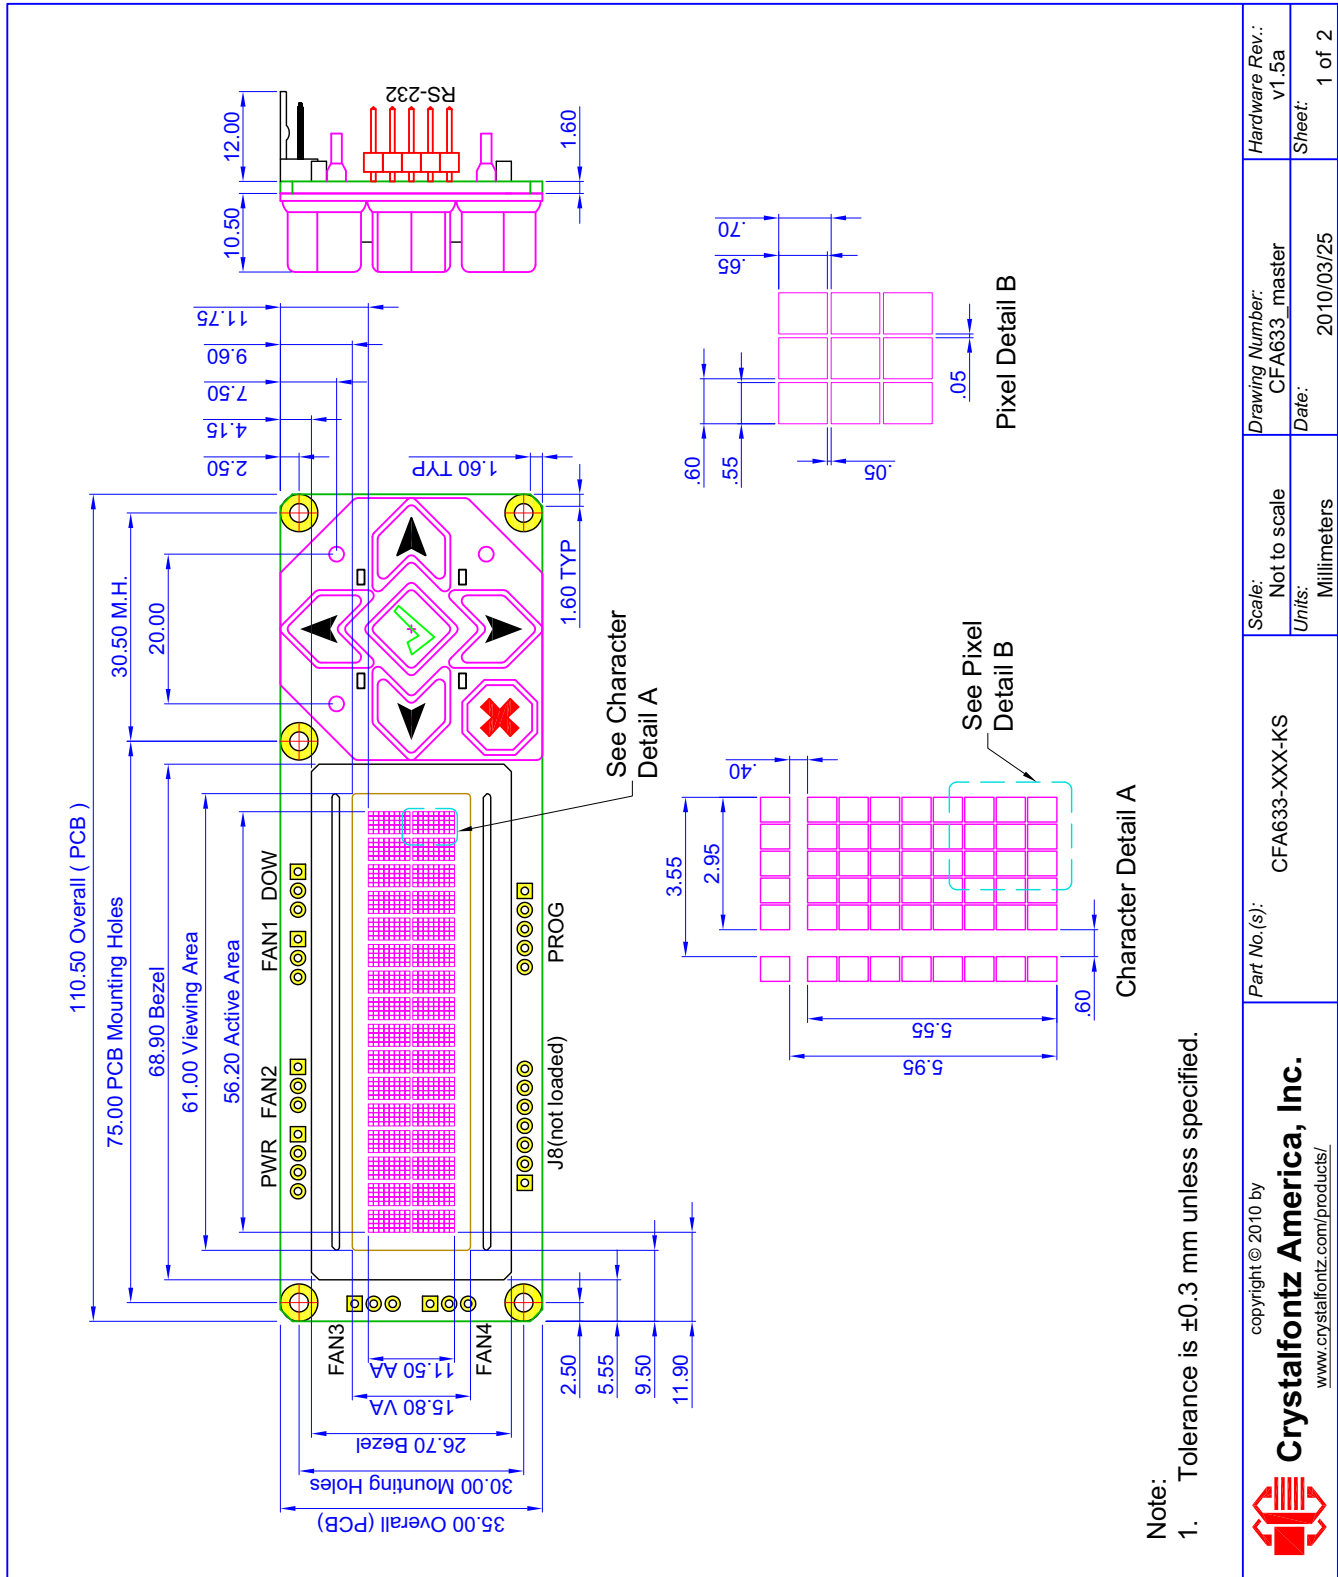 110.50 Overall ( PCB )
75.00 PCB Mounting Holes
30.50 M.H.
68.90 Bezel
20.00
61.00 Viewing Area
56.20 Active Area
PWR FAN2 FAN1 DOW
FAN3
FAN4
J8(not loaded)
PROG
35.00 Overall (PCB)
30.00 Mounting Holes
26.70 Bezel
15.80 VA
11.50 AA
2.50
5.55
9.50
11.90
2.50
4.15
7.50
9.60
11.75
1.60 TYP
1.60 TYP
See Character
Detail A
10.50
12.00
RS-232
1.60
3.55
2.95
.40
5.55
5.95
.60
See Pixel
Detail B
Character Detail A
.60
.55
.65
.70
.05
.05
Pixel Detail B
Note:
1. Tolerance is ±0.3 mm unless specified.
copyright © 2010 by
Crystalfontz America, Inc.
www.crystalfontz.com/products/
Part No.(s):
CFA633-XXX-KS
Scale:
Not to scale
Units:
Millimeters
Drawing Number:
CFA633_master
Date:
2010/03/25
Hardware Rev.:
v1.5a
Sheet:
1 of 2